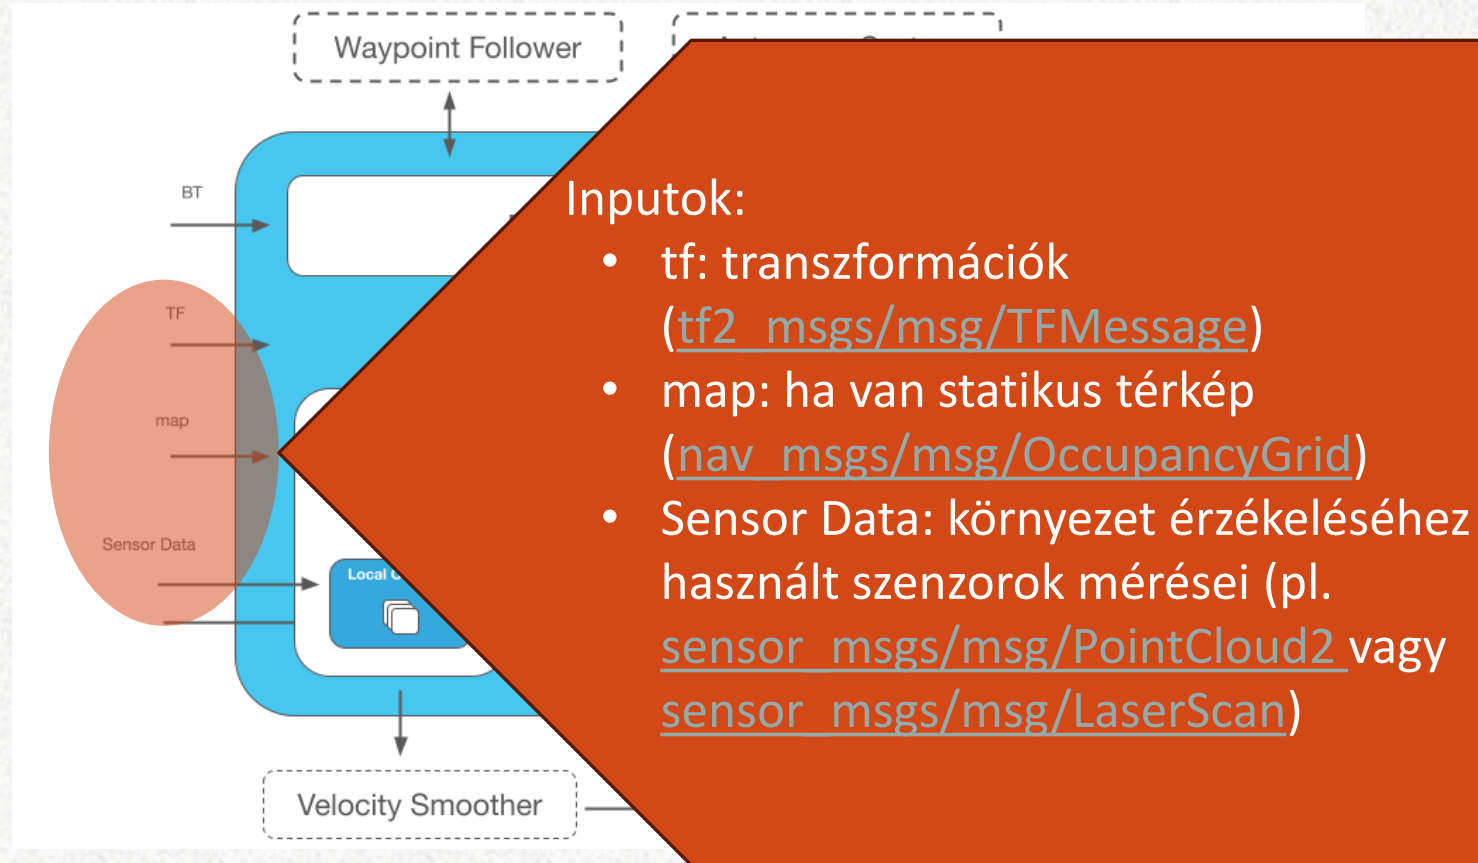 Waypoint Follower
BT
TF
map
Sensor Data
Local
Velocity Smoother
Inputok:
• tf: transzformációk
(tf2_msgs/msg/TFMessage)
• map: ha van statikus térkép
(nav_msgs/msg/OccupancyGrid)
• Sensor Data: környezet érzékeléséhez
használt szenzorok mérései (pl.
sensor_msgs/msg/PointCloud2 vagy
sensor_msgs/msg/LaserScan)